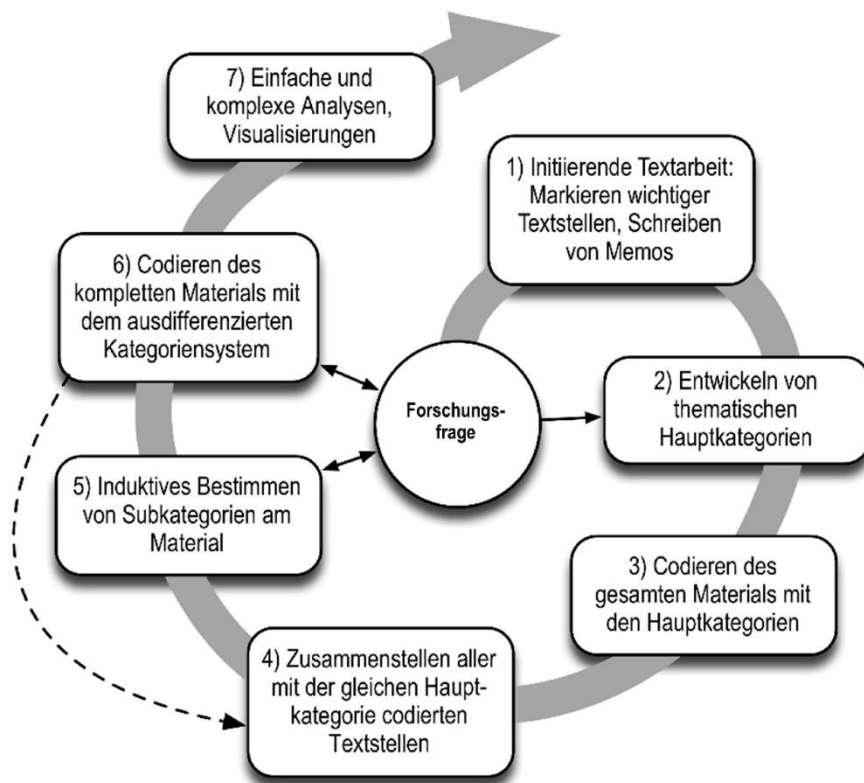 1) Initiierende Textarbeit:
Markieren wichtiger
Textstellen, Schreiben
von Memos
2) Entwickeln von
thematischen
Hauptkategorien
3) Codieren des
gesamten Materials mit
den Hauptkategorien
4) Zusammenstellen aller
mit der gleichen Haupt-
kategorie codierten
Textstellen
5) Induktives Bestimmen
von Subkategorien am
Material
6) Codieren des
kompletten Materials mit
dem ausdifferenzierten
Kategoriensystem
7) Einfache und
komplexe Analysen,
Visualisierungen
Forschungs-
frage